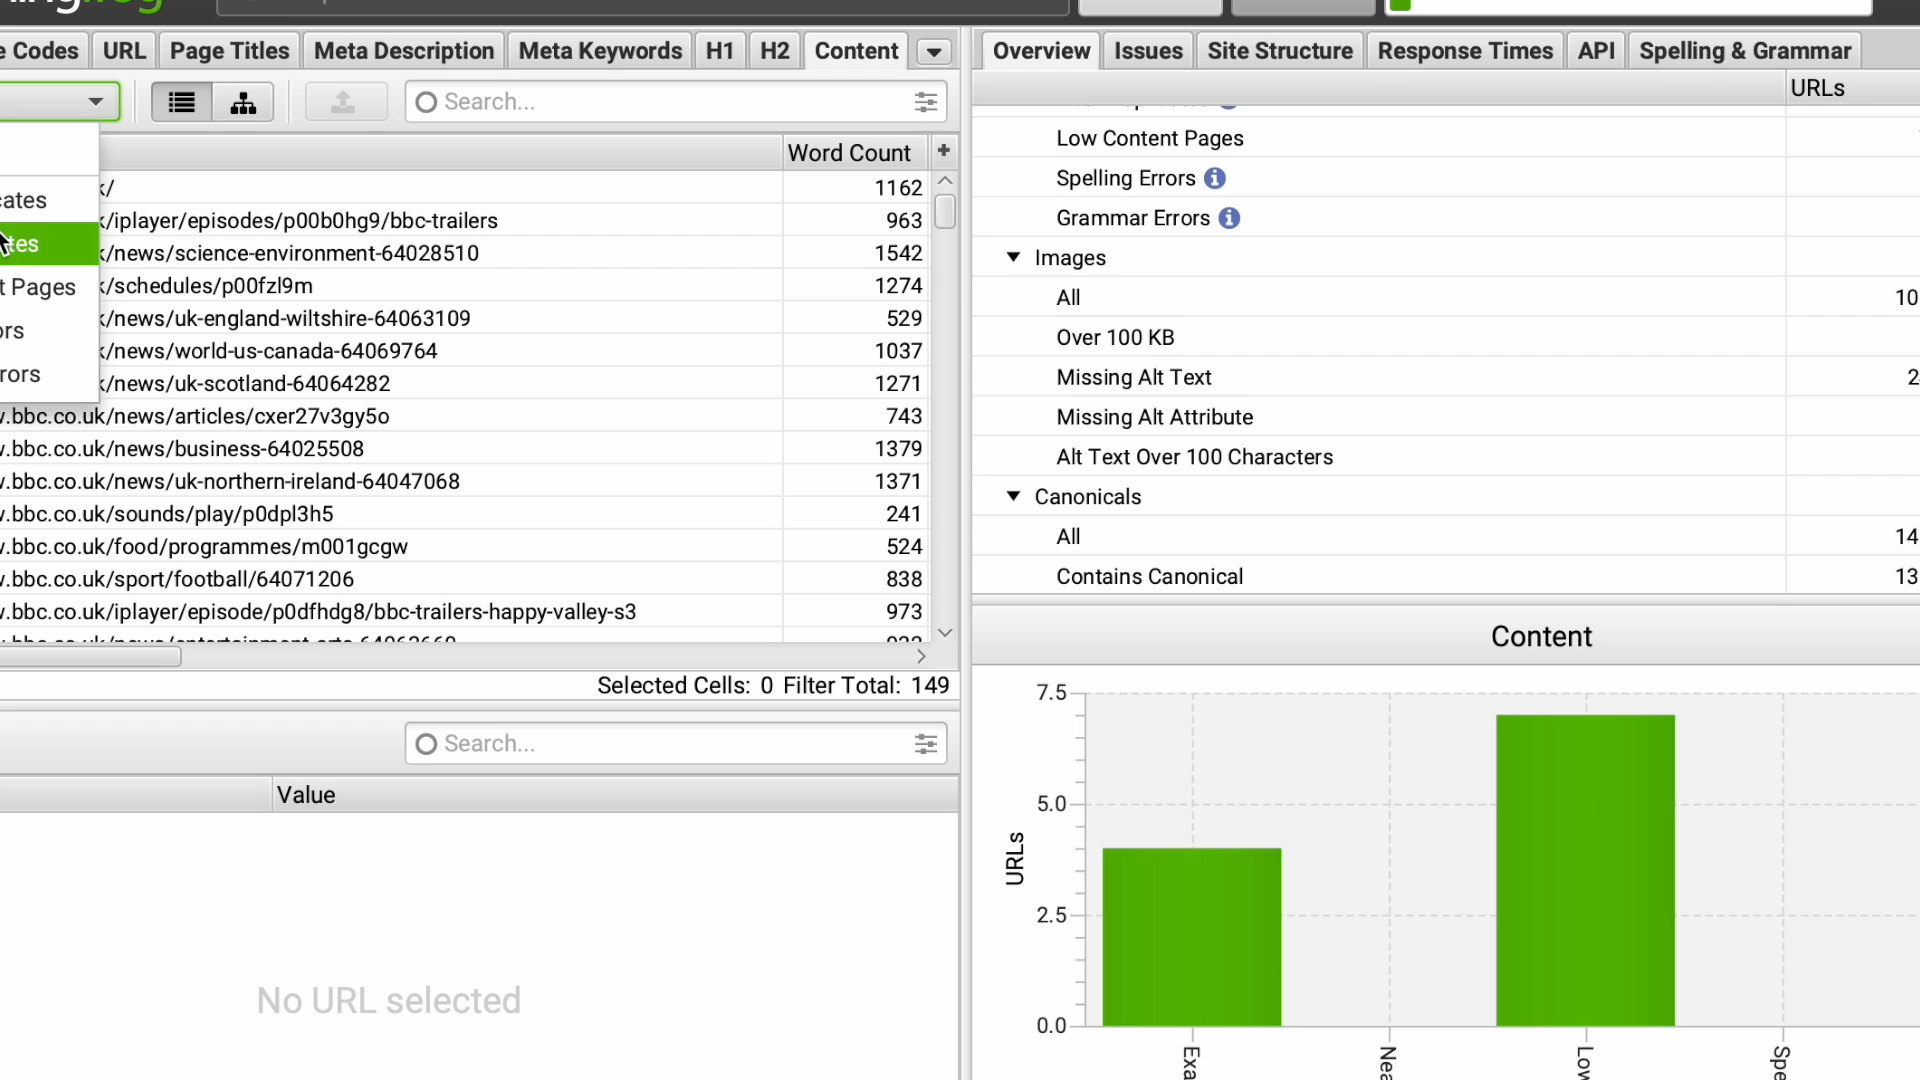 e Codes URL Page Titles Meta Description Meta Keywords H1 H2 Content
Overview Issues Site Structure Response Times API Spelling & Grammar
Search...
URLs
Word Count
k/ 1162
k/iplayer/episodes/p00b0hg9/bbc-trailers 963
k/news/science-environment-64028510 1542
k/schedules/p00fzl9m 1274
k/news/uk-england-wiltshire-64063109 529
k/news/world-us-canada-64069764 1037
k/news/uk-scotland-64064282 1271
.bbc.co.uk/news/articles/cxer27v3gy5o 743
.bbc.co.uk/news/business-64025508 1379
.bbc.co.uk/news/uk-northern-ireland-64047068 1371
.bbc.co.uk/sounds/play/p0dpl3h5 241
.bbc.co.uk/food/programmes/m001gcgw 524
.bbc.co.uk/sport/football/64071206 838
.bbc.co.uk/iplayer/episode/p0dfhdg8/bbc-trailers-happy-valley-s3 973
cates
tes
t Pages
ors
rors
Selected Cells: 0 Filter Total: 149
Search...
Value
No URL selected
Low Content Pages
Spelling Errors
Grammar Errors
Images
All 10
Over 100 KB
Missing Alt Text 2
Missing Alt Attribute
Alt Text Over 100 Characters
Canonicals
All 14
Contains Canonical 13
Content
7.5
5.0
2.5
0.0
URLs
Exa
Nea
Low
Spe